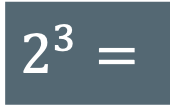 2³ =